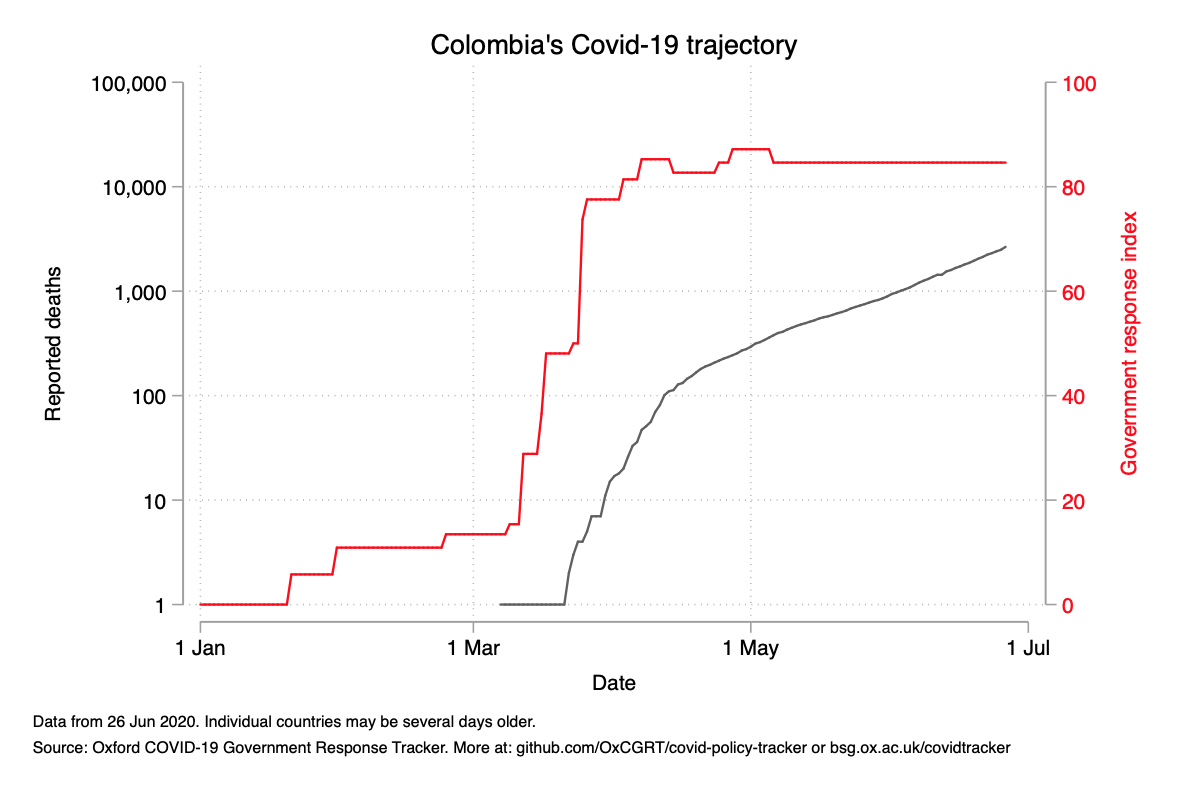 Colombia's Covid-19 trajectory
100,000
10,000
1,000
100
10
1
Reported deaths
100
80
60
40
20
0
Government response index
1 Jan
1 Mar
1 May
1 Jul
Date
Data from 26 Jun 2020. Individual countries may be several days older.
Source: Oxford COVID-19 Government Response Tracker. More at: github.com/OxCGRT/covid-policy-tracker or bsg.ox.ac.uk/covidtracker